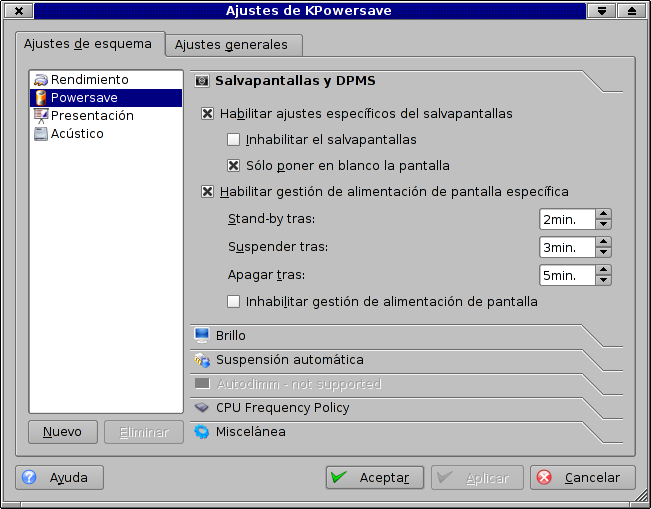 Ajustes de KPowersave
Ajustes de esquema
Ajustes generales
Rendimiento
Powersave
Presentación
Acústico
Salvapantallas y DPMS
Habilitar ajustes específicos del salvapantallas
Inhabilitar el salvapantallas
Sólo poner en blanco la pantalla
Habilitar gestión de alimentación de pantalla específica
Stand-by tras: 2min.
Suspender tras: 3min.
Apagar tras: 5min.
Inhabilitar gestión de alimentación de pantalla
Brillo
Suspensión automática
Autodimm - not supported
CPU Frequency Policy
Miscelánea
Nuevo
Eliminar
Ayuda
Aceptar
Aplicar
Cancelar